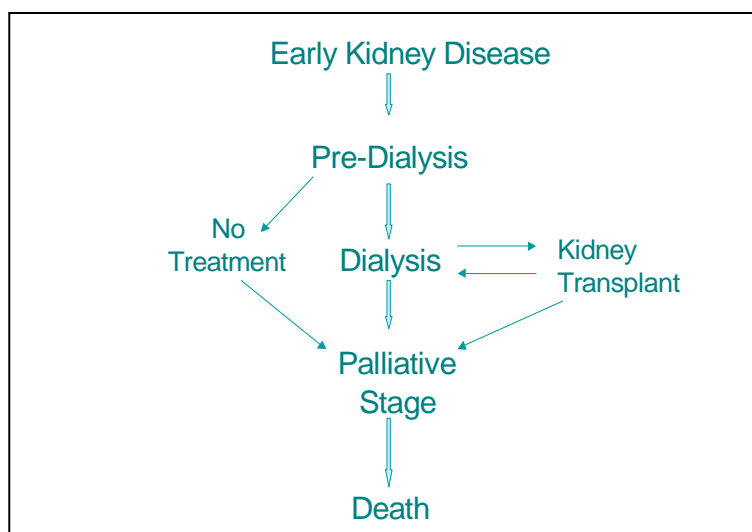 Early Kidney Disease
Pre-Dialysis
No
Treatment
Dialysis
Kidney
Transplant
Palliative
Stage
Death